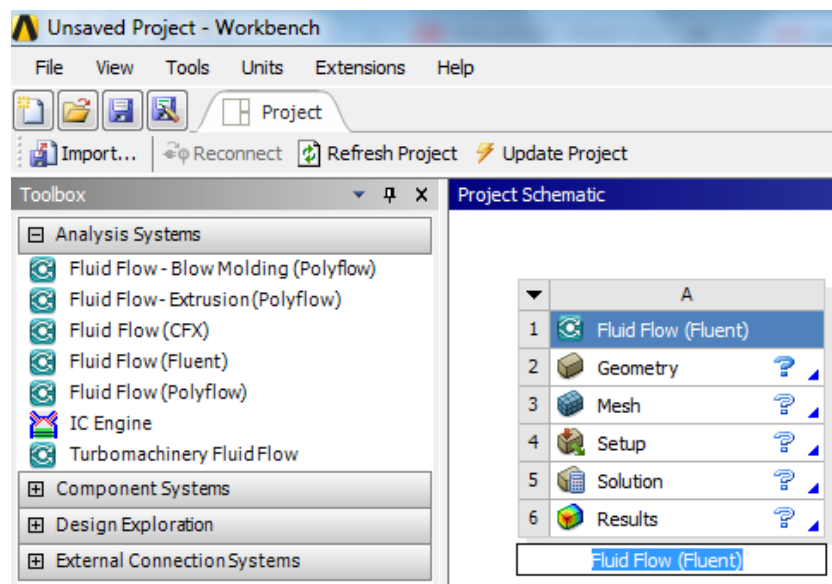 Unsaved Project - Workbench
File View Tools Units Extensions Help
Project
Import... Reconnect Refresh Project Update Project
Toolbox
Project Schematic
Analysis Systems
Fluid Flow - Blow Molding (Polyflow)
Fluid Flow - Extrusion (Polyflow)
Fluid Flow (CFX)
Fluid Flow (Fluent)
Fluid Flow (Polyflow)
IC Engine
Turbomachinery Fluid Flow
Component Systems
Design Exploration
External Connection Systems
A
1 Fluid Flow (Fluent)
2 Geometry ?
3 Mesh ?
4 Setup ?
5 Solution ?
6 Results ?
Fluid Flow (Fluent)